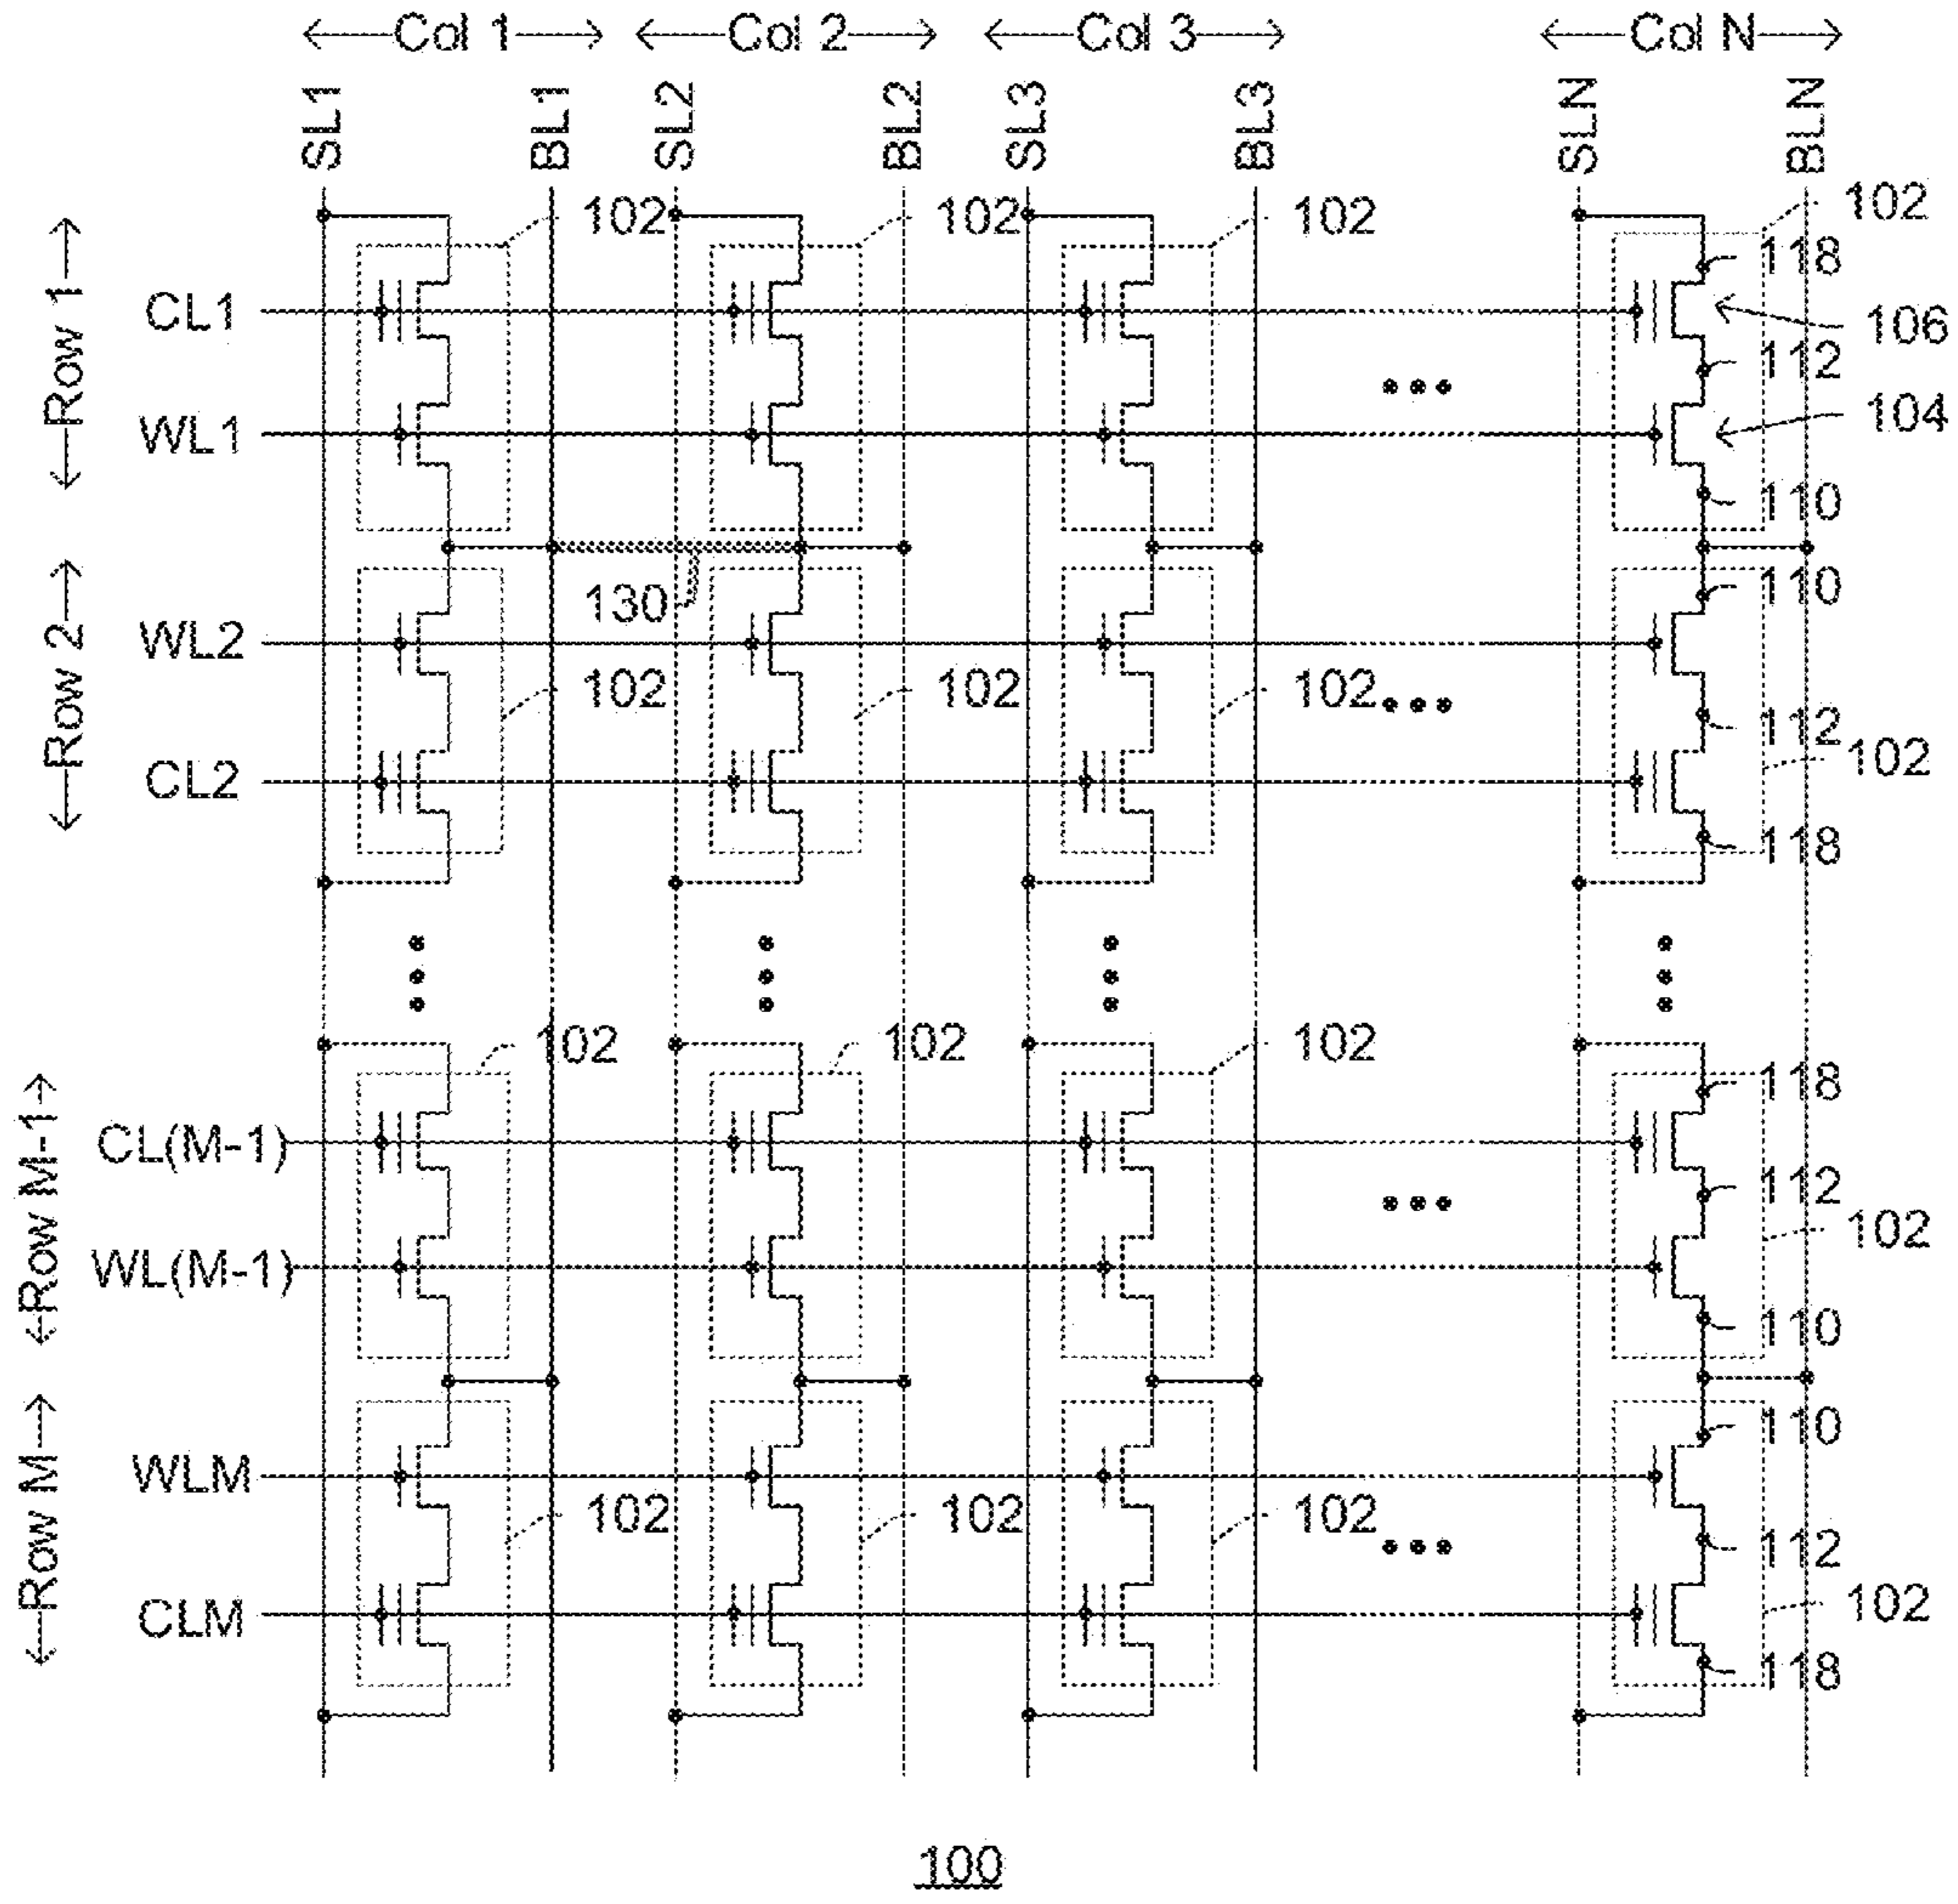 Col 1 Col 2 Col 3 Col N
SL1 BL1 SL2 BL2 SL3 BL3 SLN BLN
102 102 102 102
118
Row 1
CL1 106
112
WL1 104
110
130 110
Row 2
WL2
102 102 102
112
CL2 102
118
102 102 102
118
Row M-1
CL(M-1)
112
WL(M-1) 102
110
110
Row M
WLM
102 102 102
112
CLM 102
118
100